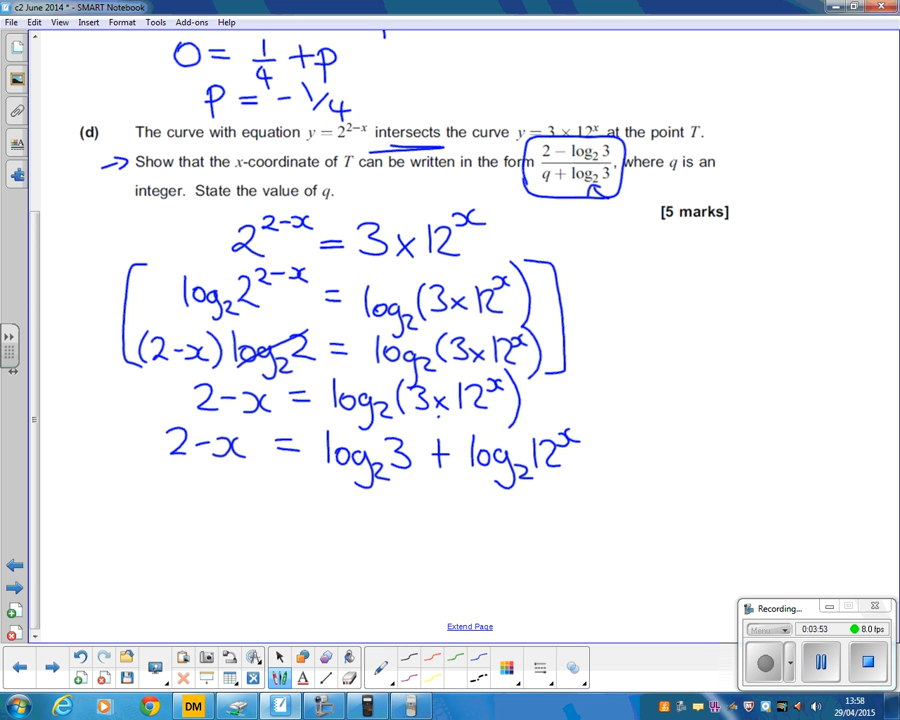 c2 June 2014 * - SMART Notebook
File Edit View Insert Format Tools Add-ons Help
0 = 1/4 + p
p = - 1/4
(d) The curve with equation y = 2^(2–x) intersects the curve y = 3 × 12^x at the point T.
Show that the x-coordinate of T can be written in the form (2 – log₂ 3)/(q + log₂ 3), where q is an
integer. State the value of q.
[5 marks]
2^(2-x) = 3 × 12^x
log₂ 2^(2-x) = log₂ (3 × 12^x)
(2-x) log₂ 2 = log₂ (3 × 12^x)
2-x = log₂ (3 × 12^x)
2-x = log₂ 3 + log₂ 12^x
Extend Page
Recording...
Menu 0:03:53 8.0 fps
DM
13:58
29/04/2015